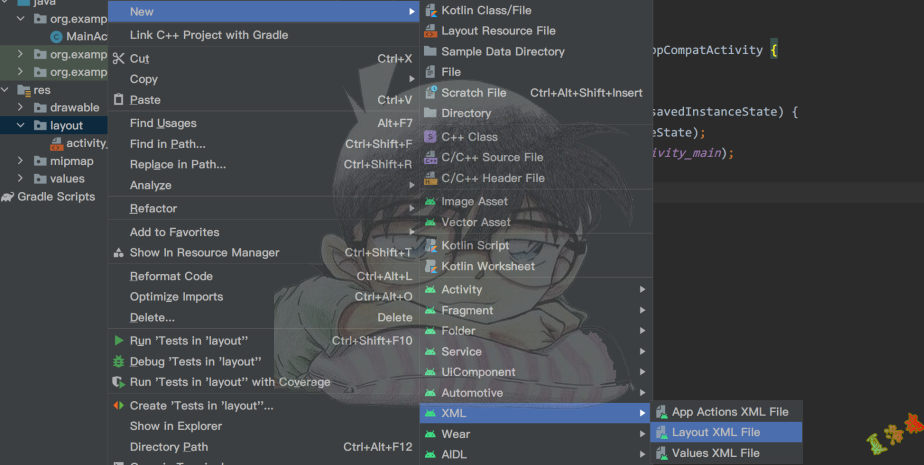 java
org.examp
MainAc
org.examp
org.examp
res
drawable
layout
activity_
mipmap
values
Gradle Scripts
New
Link C++ Project with Gradle
Cut Ctrl+X
Copy
Paste Ctrl+V
Find Usages Alt+F7
Find in Path... Ctrl+Shift+F
Replace in Path... Ctrl+Shift+R
Analyze
Refactor
Add to Favorites
Show In Resource Manager Ctrl+Shift+T
Reformat Code Ctrl+Alt+L
Optimize Imports Ctrl+Alt+O
Delete... Delete
Run 'Tests in 'layout'' Ctrl+Shift+F10
Debug 'Tests in 'layout''
Run 'Tests in 'layout'' with Coverage
Create 'Tests in 'layout''...
Show in Explorer
Directory Path Ctrl+Alt+F12
Kotlin Class/File
Layout Resource File
Sample Data Directory
File
Scratch File Ctrl+Alt+Shift+Insert
Directory
C++ Class
C/C++ Source File
C/C++ Header File
Image Asset
Vector Asset
Kotlin Script
Kotlin Worksheet
Activity
Fragment
Folder
Service
UiComponent
Automotive
XML
Wear
AIDL
App Actions XML File
Layout XML File
Values XML File
ppCompatActivity {
savedInstanceState) {
eState);
ivity_main);